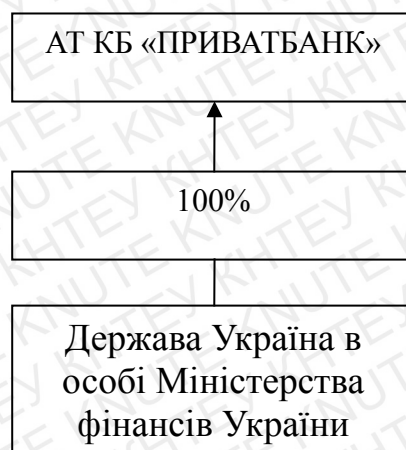 АТ КБ «ПРИВАТБАНК»
100%
Держава Україна в
особі Міністерства
фінансів України